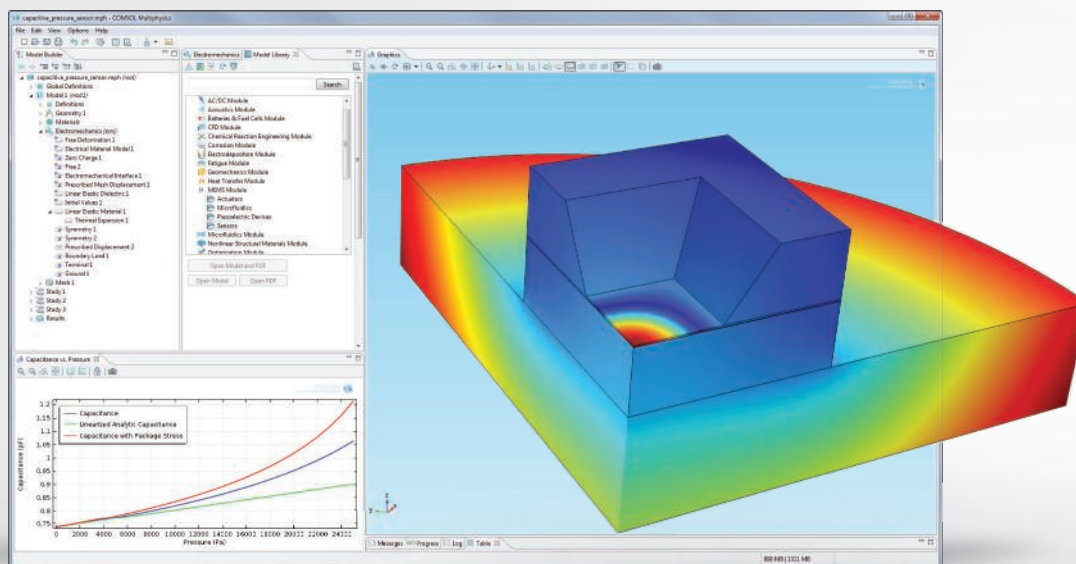 capacitive_pressure_sensor.mph - COMSOL Multiphysics
File Edit View Options Help
Model Builder
capacitive_pressure_sensor.mph (root)
Global Definitions
Model 1 (mod1)
Definitions
Geometry 1
Materials
Electromechanics (emi)
Free Deformation 1
Electrical Material Model 1
Zero Charge 1
Free 2
Electromechanical Interface 1
Prescribed Mesh Displacement 1
Linear Elastic Dielectric 1
Initial Values 1
Linear Elastic Material 1
Thermal Expansion 1
Symmetry 1
Symmetry 2
Prescribed Displacement 2
Boundary Load 1
Terminal 1
Ground 1
Mesh 1
Study 1
Study 2
Study 3
Results
Electromechanics Model Library
Search
AC/DC Module
Acoustics Module
Batteries & Fuel Cells Module
CFD Module
Chemical Reaction Engineering Module
Corrosion Module
Electrodeposition Module
Fatigue Module
Geomechanics Module
Heat Transfer Module
MEMS Module
Actuators
Microfluidics
Piezoelectric Devices
Sensors
Microfluidics Module
Nonlinear Structural Materials Module
Optimization Module
Open Model and PDF
Open Model Open PDF
Graphics
z
y x
Capacitance vs. Pressure
Capacitance
Linearized Analytic Capacitance
Capacitance with Package Stress
Capacitance (pF)
1.2
1.15
1.1
1.05
1
0.95
0.9
0.85
0.8
0.75
0 2000 4000 6000 8000 10000 12000 14000 16000 18000 20000 22000 24000
Pressure (Pa)
Messages Progress Log Table